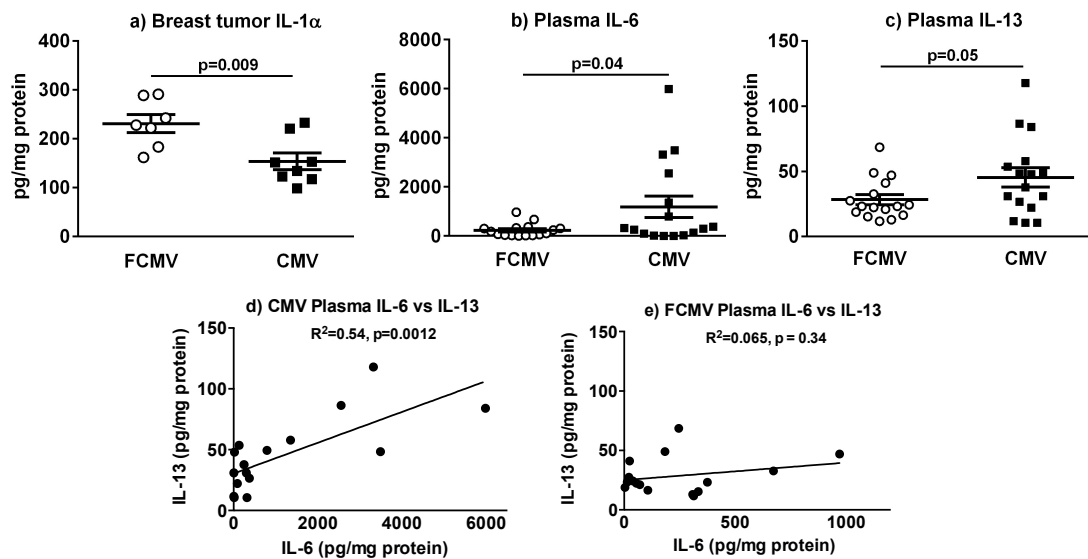 a) Breast tumor IL-1α
pg/mg protein
400
300
200
100
0
p=0.009
FCMV
CMV
b) Plasma IL-6
pg/mg protein
8000
6000
4000
2000
0
p=0.04
FCMV
CMV
c) Plasma IL-13
pg/mg protein
150
100
50
0
p=0.05
FCMV
CMV
d) CMV Plasma IL-6 vs IL-13
R²=0.54, p=0.0012
IL-13 (pg/mg protein)
150
100
50
0
0
2000
4000
6000
IL-6 (pg/mg protein)
e) FCMV Plasma IL-6 vs IL-13
R²=0.065, p = 0.34
IL-13 (pg/mg protein)
150
100
50
0
0
500
1000
IL-6 (pg/mg protein)